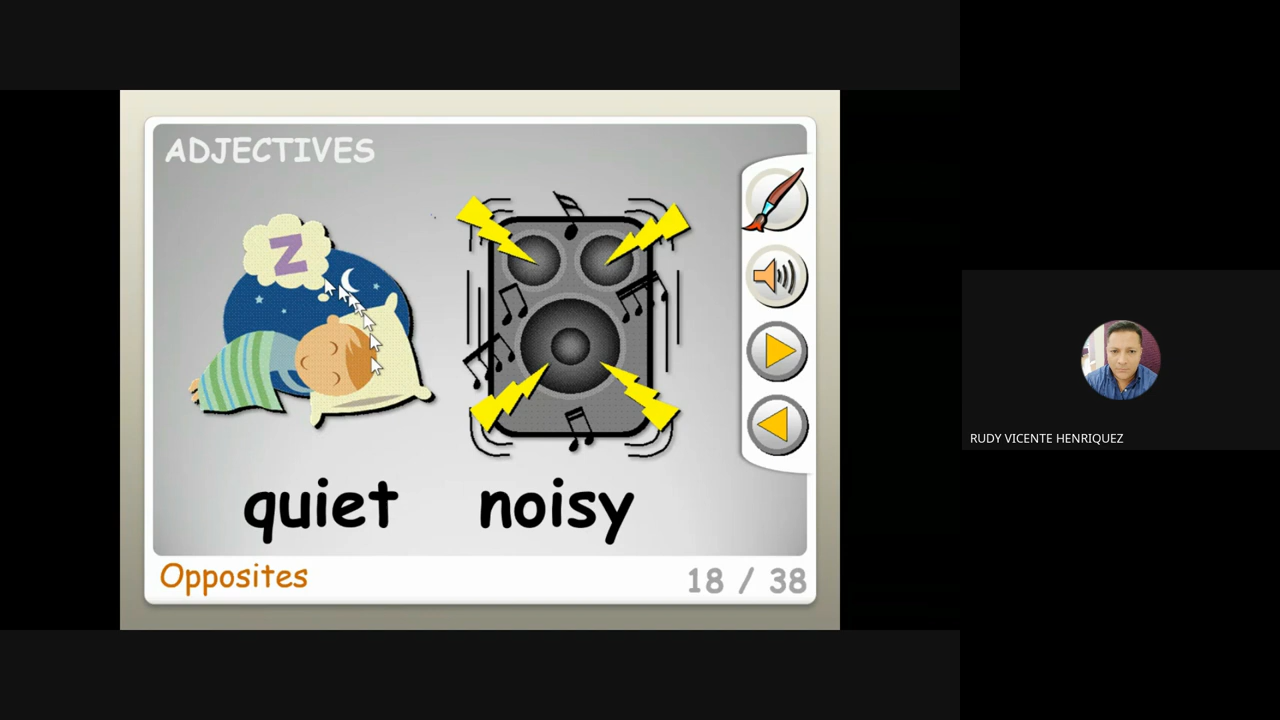 ADJECTIVES
Z
quiet noisy
Opposites
18 / 38
RUDY VICENTE HENRIQUEZ